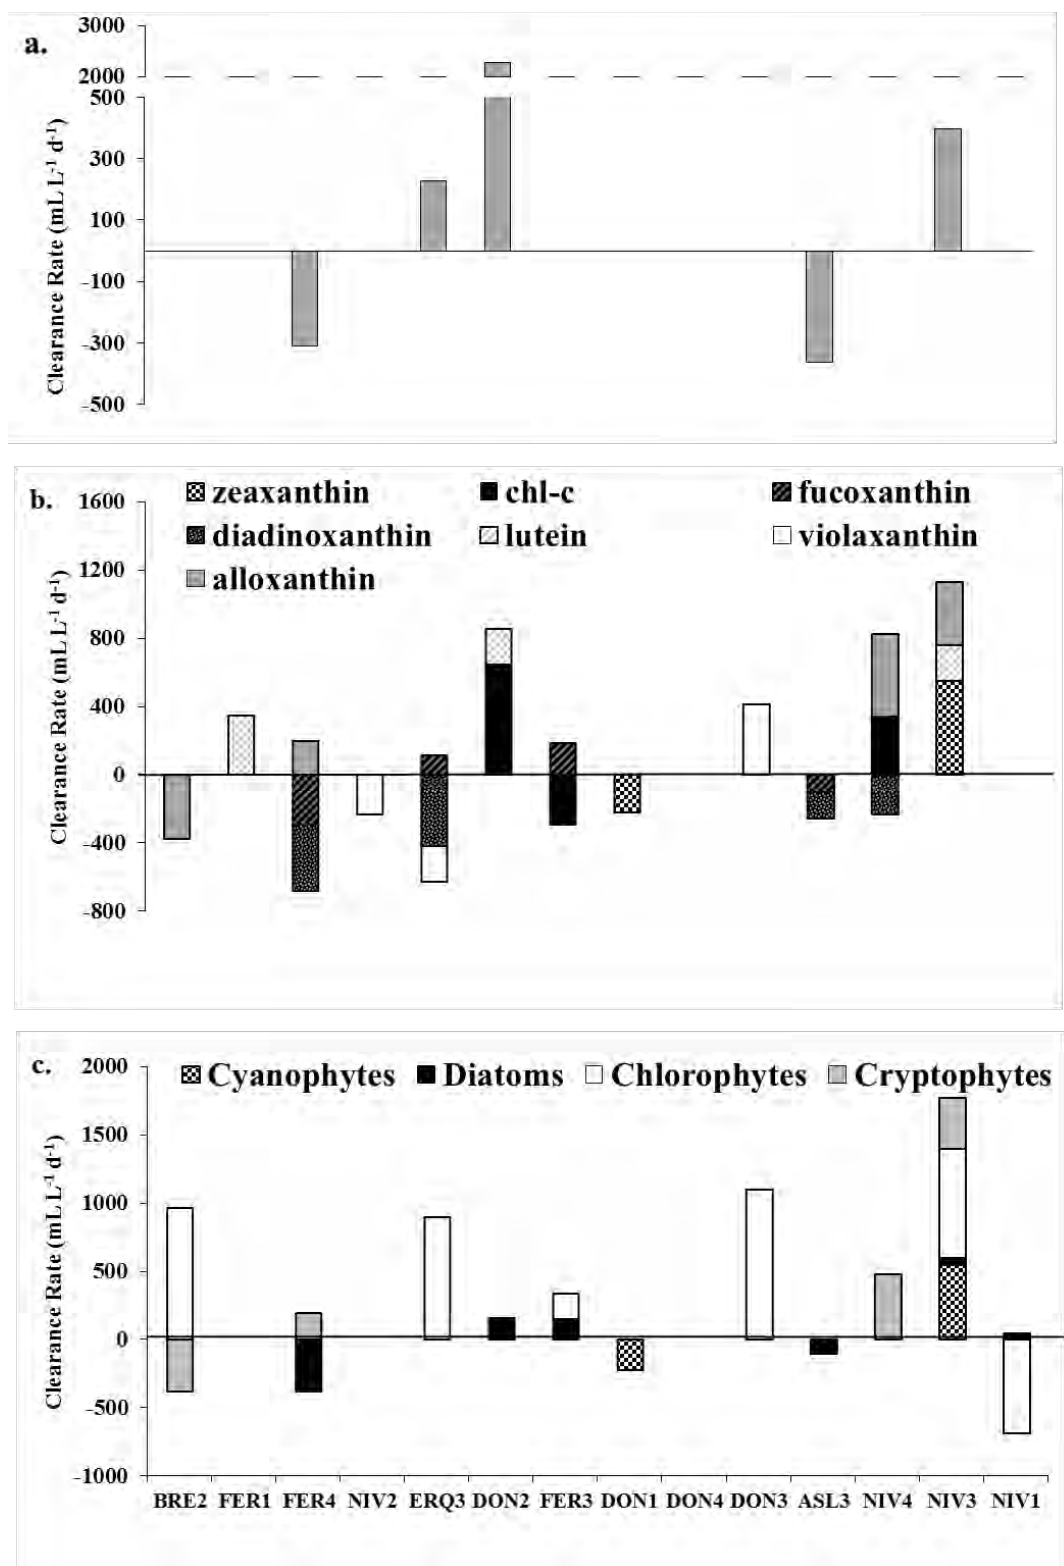 a.
3000
2000
500
300
100
-100
-300
-500
Clearance Rate (mL L-1 d-1)
b.
zeaxanthin chl-c fucoxanthin
diadinoxanthin lutein violaxanthin
alloxanthin
1600
1200
800
400
0
-400
-800
Clearance Rate (mL L-1 d-1)
c.
Cyanophytes Diatoms Chlorophytes Cryptophytes
2000
1500
1000
500
0
-500
-1000
Clearance Rate (mL L-1 d-1)
BRE2 FER1 FER4 NIV2 ERQ3 DON2 FER3 DON1 DON4 DON3 ASL3 NIV4 NIV3 NIV1